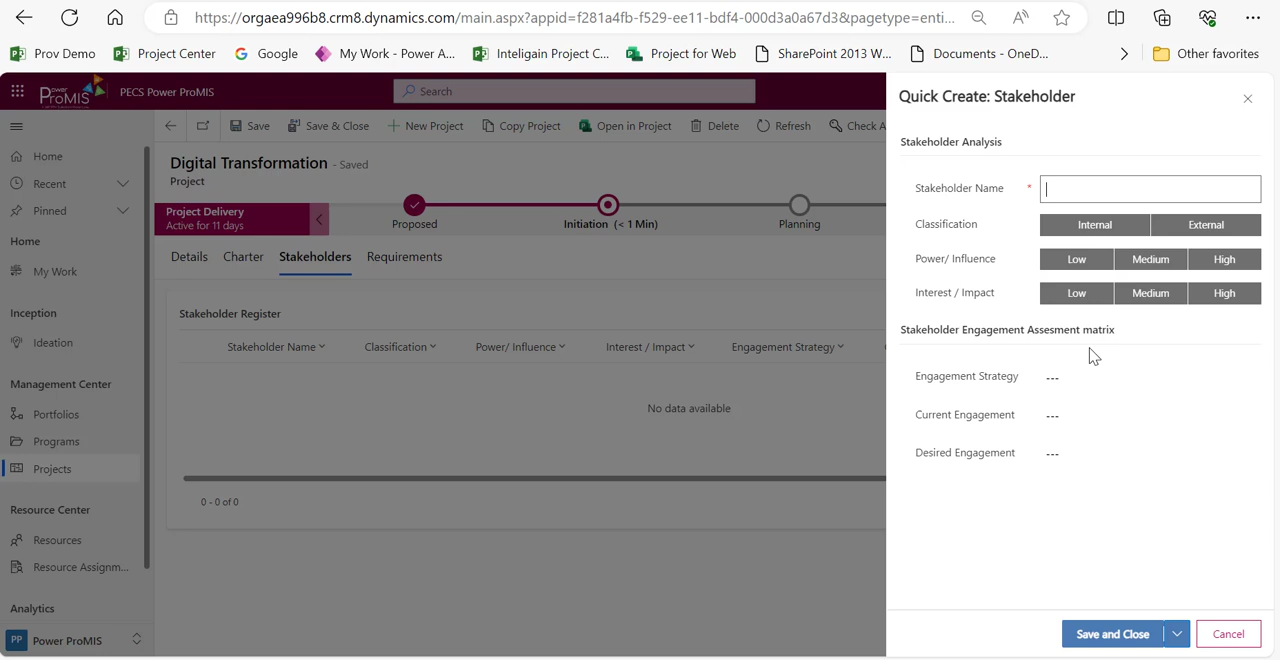 https://orgaea996b8.crm8.dynamics.com/main.aspx?appid=f281a4fb-f529-ee11-bdf4-000d3a0a67d3&pagetype=enti...
Prov Demo Project Center Google My Work - Power A... Inteligain Project C... Project for Web SharePoint 2013 W... Documents - OneD... Other favorites
Power ProMIS PECS Power ProMIS Search
Save Save & Close New Project Copy Project Open in Project Delete Refresh Check A
Digital Transformation - Saved
Project
Project Delivery
Active for 11 days
Proposed Initiation (< 1 Min) Planning
Details Charter Stakeholders Requirements
Stakeholder Register
Stakeholder Name Classification Power/ Influence Interest / Impact Engagement Strategy
No data available
0 - 0 of 0
Home
Recent
Pinned
Home
My Work
Inception
Ideation
Management Center
Portfolios
Programs
Projects
Resource Center
Resources
Resource Assignm...
Analytics
PP Power ProMIS
Quick Create: Stakeholder
Stakeholder Analysis
Stakeholder Name *
Classification Internal External
Power/ Influence Low Medium High
Interest / Impact Low Medium High
Stakeholder Engagement Assesment matrix
Engagement Strategy ---
Current Engagement ---
Desired Engagement ---
Save and Close Cancel